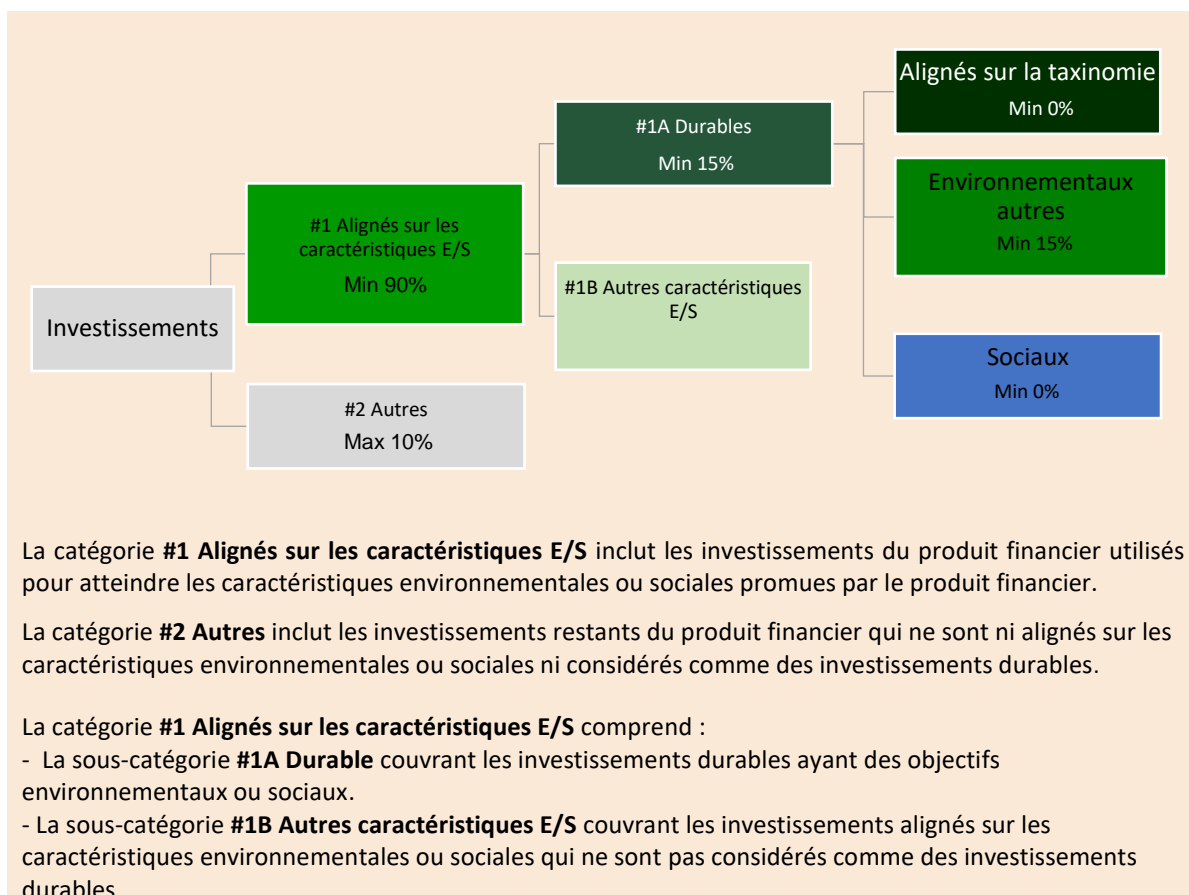 Investissements
#1 Alignés sur les
caractéristiques E/S
Min 90%
#2 Autres
Max 10%
#1A Durables
Min 15%
#1B Autres caractéristiques
E/S
Alignés sur la taxinomie
Min 0%
Environnementaux
autres
Min 15%
Sociaux
Min 0%
La catégorie #1 Alignés sur les caractéristiques E/S inclut les investissements du produit financier utilisés
pour atteindre les caractéristiques environnementales ou sociales promues par le produit financier.
La catégorie #2 Autres inclut les investissements restants du produit financier qui ne sont ni alignés sur les
caractéristiques environnementales ou sociales ni considérés comme des investissements durables.
La catégorie #1 Alignés sur les caractéristiques E/S comprend :
- La sous-catégorie #1A Durable couvrant les investissements durables ayant des objectifs
environnementaux ou sociaux.
- La sous-catégorie #1B Autres caractéristiques E/S couvrant les investissements alignés sur les
caractéristiques environnementales ou sociales qui ne sont pas considérés comme des investissements
durables.